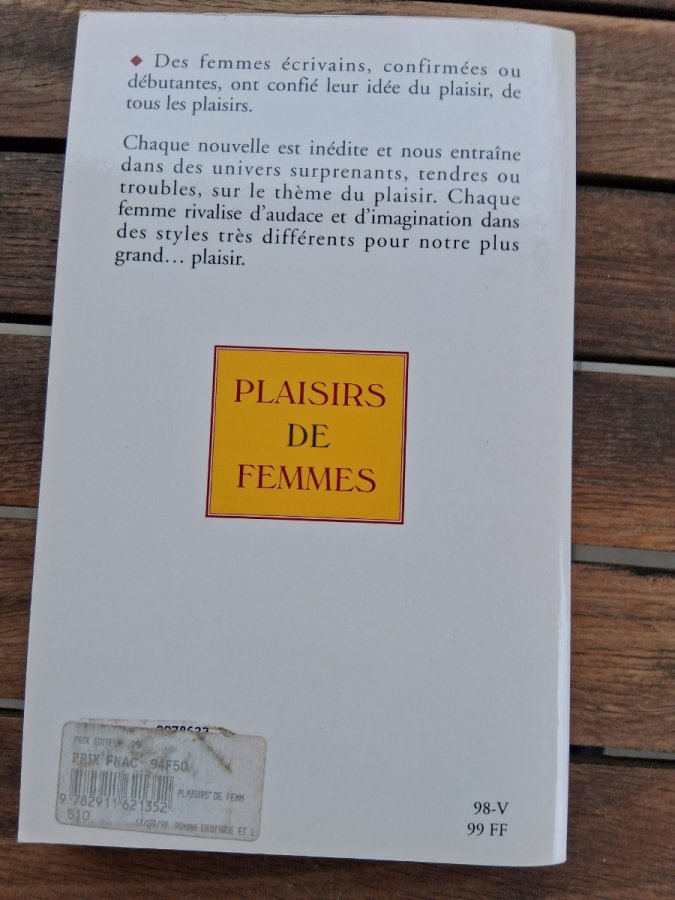 ◆ Des femmes écrivains, confirmées ou
débutantes, ont confié leur idée du plaisir, de
tous les plaisirs.
Chaque nouvelle est inédite et nous entraîne
dans des univers surprenants, tendres ou
troubles, sur le thème du plaisir. Chaque
femme rivalise d'audace et d'imagination dans
des styles très différents pour notre plus
grand... plaisir.
PLAISIRS
DE
FEMMES
PRIX EDITEUR
PRIX FNAC 94F50
PLAISIRS DE FEMM
9 782911 621352
510
ROMAN EROTIQUE ET L
98-V
99 FF